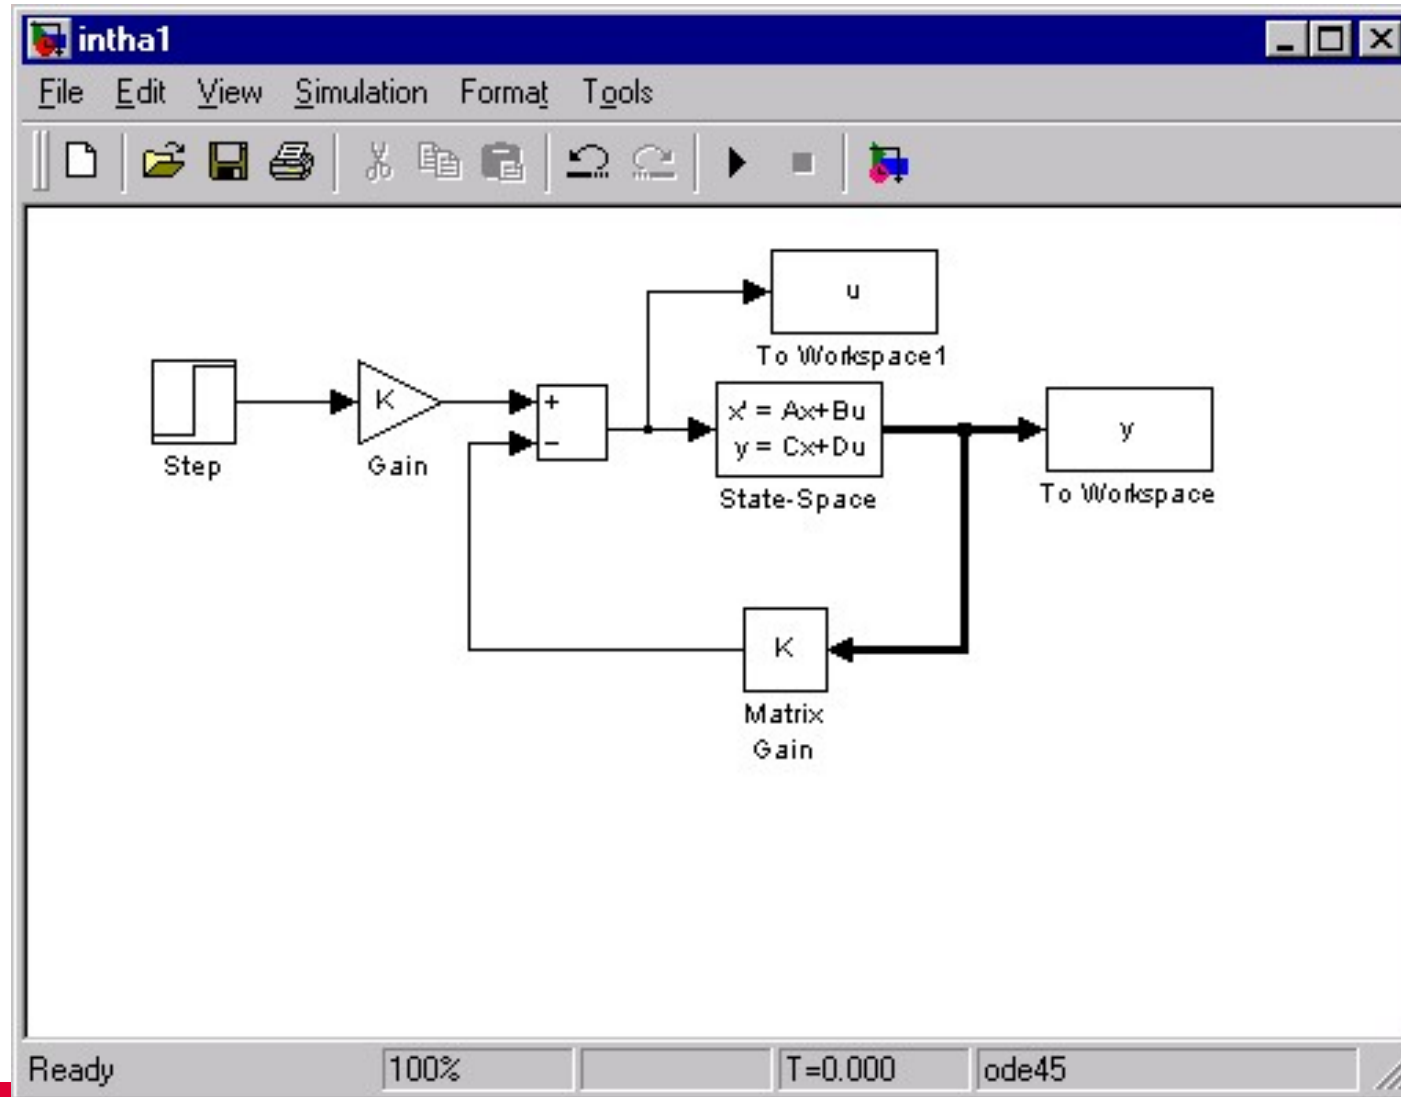 intha1
File Edit View Simulation Format Tools
u
To Workspace1
Step
K
Gain
+
−
x' = Ax+Bu
y = Cx+Du
State-Space
y
To Workspace
K
Matrix
Gain
Ready 100% T=0.000 ode45